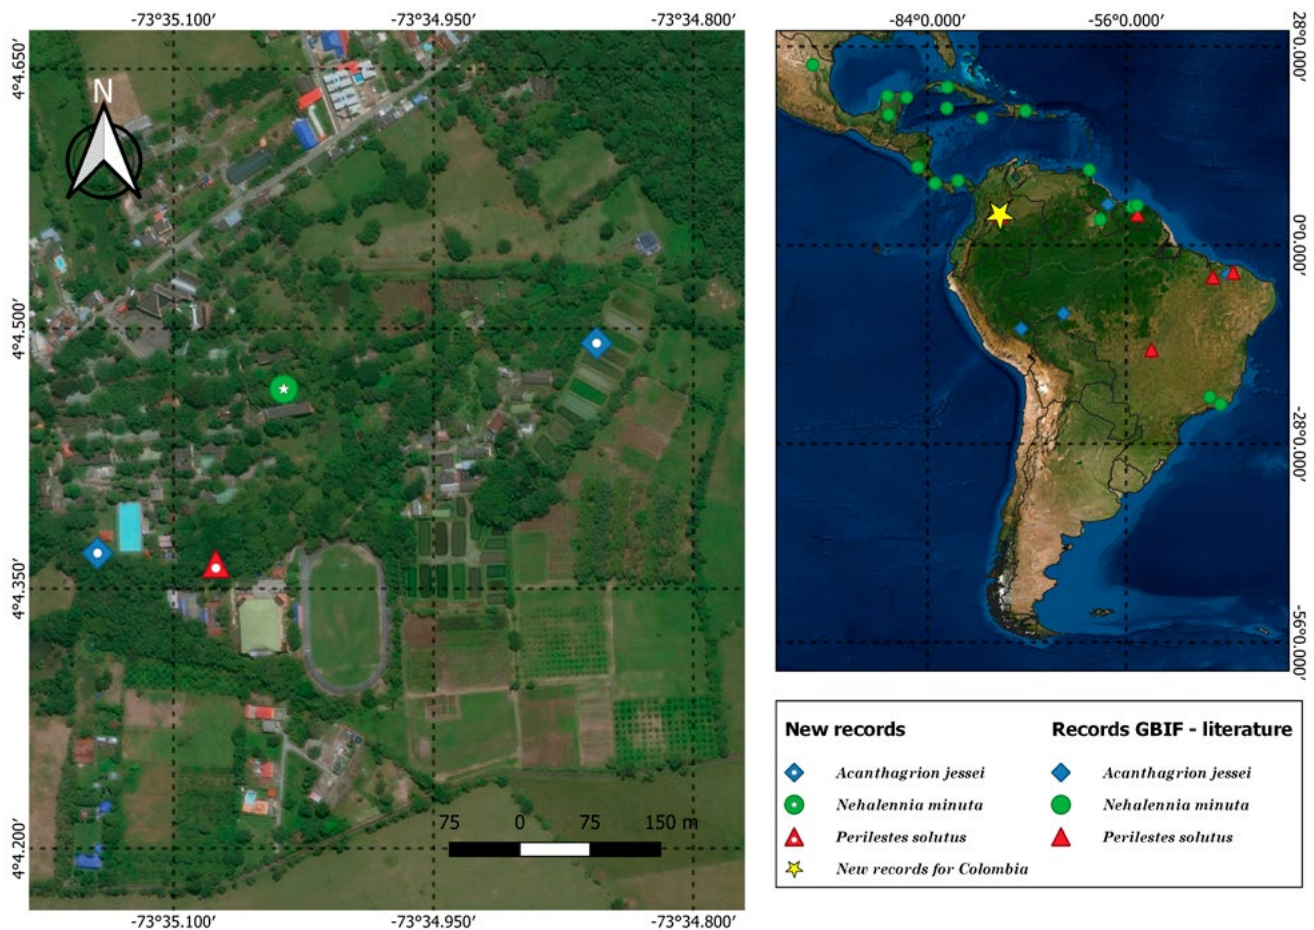 -73°35.100′ -73°34.950′ -73°34.800′
4°4.650′
4°4.500′
4°4.350′
4°4.200′
N
75 0 75 150 m
-73°35.100′ -73°34.950′ -73°34.800′
-84°0.000′ -56°0.000′
28°0.000′
0°0.000′
-28°0.000′
-56°0.000′
New records
Acanthagrion jessei
Nehalennia minuta
Perilestes solutus
New records for Colombia
Records GBIF - literature
Acanthagrion jessei
Nehalennia minuta
Perilestes solutus